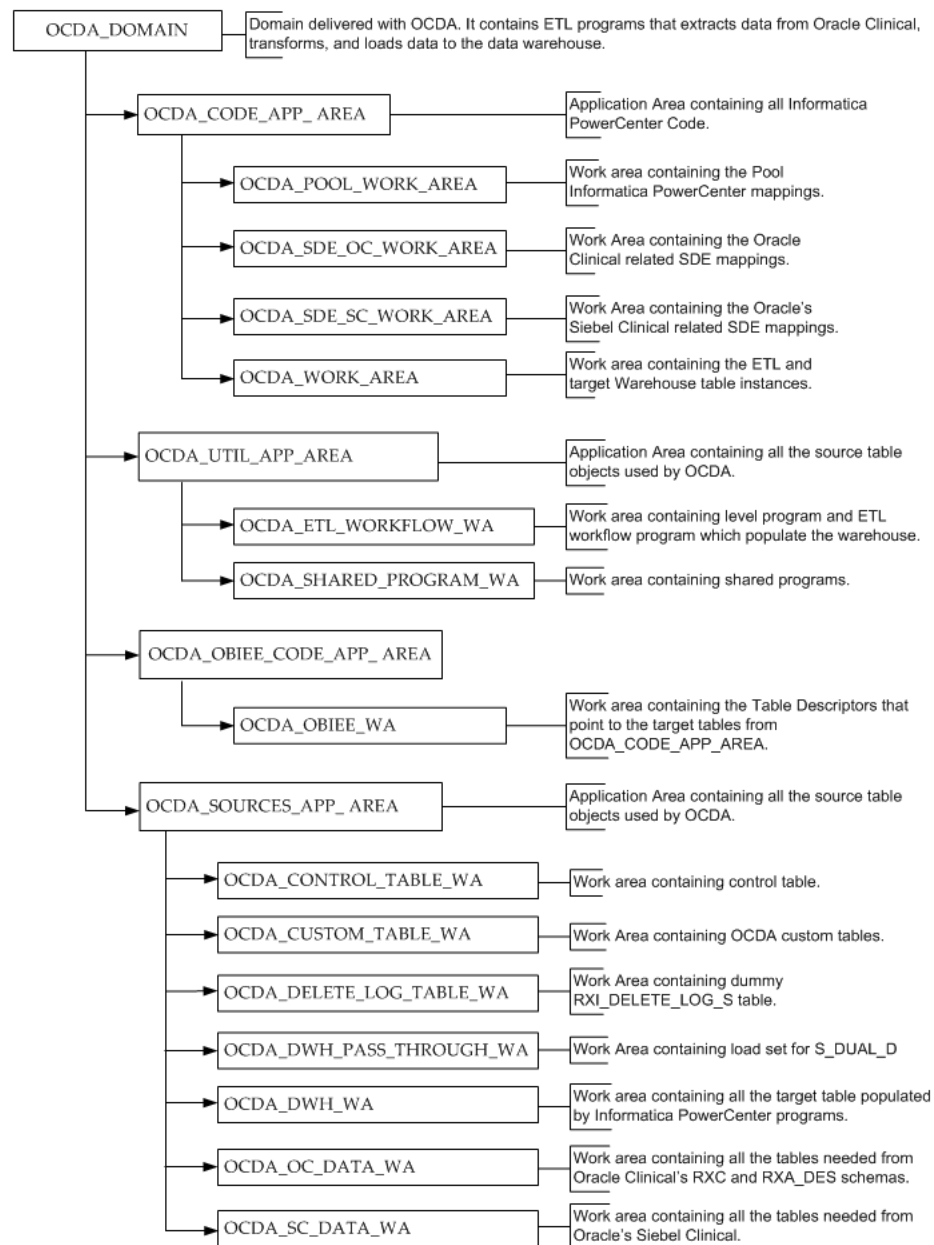 OCDA_DOMAIN
Domain delivered with OCDA. It contains ETL programs that extracts data from Oracle Clinical,
transforms, and loads data to the data warehouse.
OCDA_CODE_APP_ AREA
Application Area containing all Informatica
PowerCenter Code.
OCDA_POOL_WORK_AREA
Work area containing the Pool
Informatica PowerCenter mappings.
OCDA_SDE_OC_WORK_AREA
Work Area containing the Oracle
Clinical related SDE mappings.
OCDA_SDE_SC_WORK_AREA
Work Area containing the Oracle's
Siebel Clinical related SDE mappings.
OCDA_WORK_AREA
Work area containing the ETL and
target Warehouse table instances.
OCDA_UTIL_APP_AREA
Application Area containing all the source table
objects used by OCDA.
OCDA_ETL_WORKFLOW_WA
Work area containing level program and ETL
workflow program which populate the warehouse.
OCDA_SHARED_PROGRAM_WA
Work area containing shared programs.
OCDA_OBIEE_CODE_APP_ AREA
OCDA_OBIEE_WA
Work area containing the Table Descriptors that
point to the target tables from
OCDA_CODE_APP_AREA.
OCDA_SOURCES_APP_ AREA
Application Area containing all the source table
objects used by OCDA.
OCDA_CONTROL_TABLE_WA
Work area containing control table.
OCDA_CUSTOM_TABLE_WA
Work Area containing OCDA custom tables.
OCDA_DELETE_LOG_TABLE_WA
Work Area containing dummy
RXI_DELETE_LOG_S table.
OCDA_DWH_PASS_THROUGH_WA
Work Area containing load set for S_DUAL_D
OCDA_DWH_WA
Work area containing all the target table populated
by Informatica PowerCenter programs.
OCDA_OC_DATA_WA
Work area containing all the tables needed from
Oracle Clinical's RXC and RXA_DES schemas.
OCDA_SC_DATA_WA
Work area containing all the tables needed from
Oracle's Siebel Clinical.